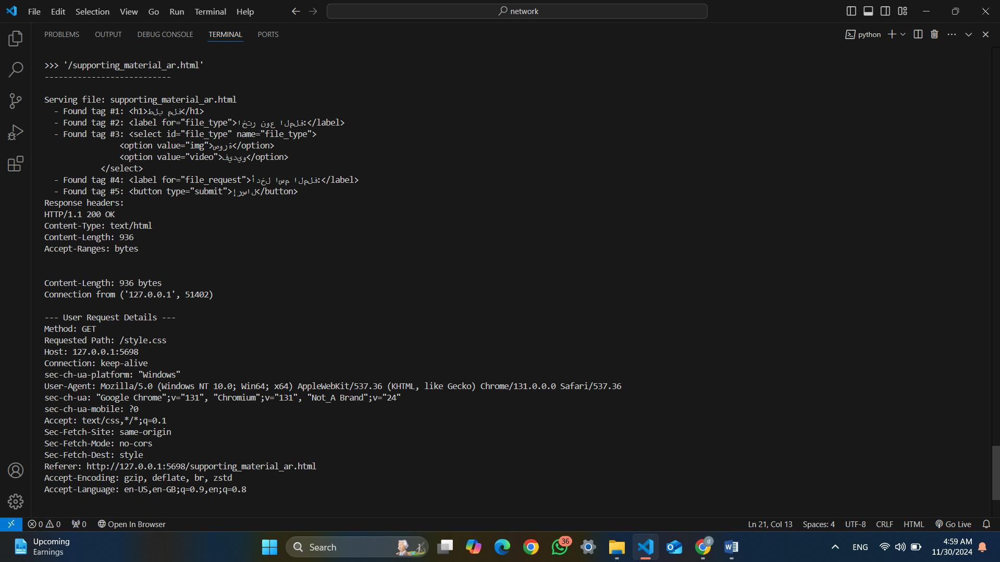 File Edit Selection View Go Run Terminal Help
network
PROBLEMS OUTPUT DEBUG CONSOLE TERMINAL PORTS
python
>>> '/supporting_material_ar.html'
---------------------------
Serving file: supporting_material_ar.html
- Found tag #1: <h1>طلب ملف</h1>
- Found tag #2: <label for="file_type">اختر نوع الملف:</label>
- Found tag #3: <select id="file_type" name="file_type">
<option value="img">صورة</option>
<option value="video">فيديو</option>
</select>
- Found tag #4: <label for="file_request">أدخل اسم الملف:</label>
- Found tag #5: <button type="submit">إرسال</button>
Response headers:
HTTP/1.1 200 OK
Content-Type: text/html
Content-Length: 936
Accept-Ranges: bytes
Content-Length: 936 bytes
Connection from ('127.0.0.1', 51402)
--- User Request Details ---
Method: GET
Requested Path: /style.css
Host: 127.0.0.1:5698
Connection: keep-alive
sec-ch-ua-platform: "Windows"
User-Agent: Mozilla/5.0 (Windows NT 10.0; Win64; x64) AppleWebKit/537.36 (KHTML, like Gecko) Chrome/131.0.0.0 Safari/537.36
sec-ch-ua: "Google Chrome";v="131", "Chromium";v="131", "Not_A Brand";v="24"
sec-ch-ua-mobile: ?0
Accept: text/css,*/*;q=0.1
Sec-Fetch-Site: same-origin
Sec-Fetch-Mode: no-cors
Sec-Fetch-Dest: style
Referer: http://127.0.0.1:5698/supporting_material_ar.html
Accept-Encoding: gzip, deflate, br, zstd
Accept-Language: en-US,en-GB;q=0.9,en;q=0.8
0 0 0 Open In Browser Ln 21, Col 13 Spaces: 4 UTF-8 CRLF HTML Go Live
Upcoming
Earnings
Search
36
d
ENG
4:59 AM
11/30/2024